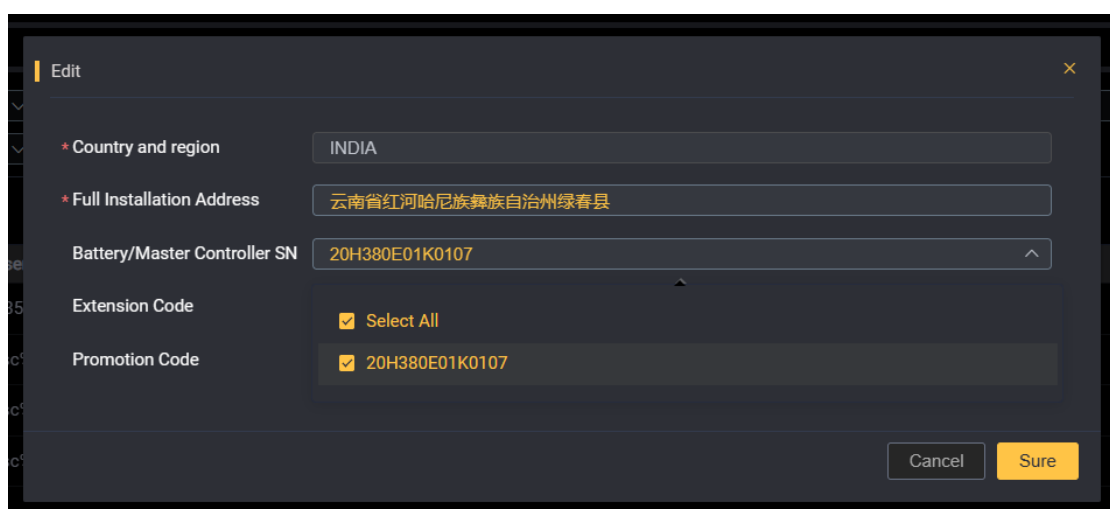 Edit
* Country and region INDIA
* Full Installation Address 云南省红河哈尼族彝族自治州绿春县
Battery/Master Controller SN 20H380E01K0107
Extension Code
Select All
Promotion Code 20H380E01K0107
Cancel Sure